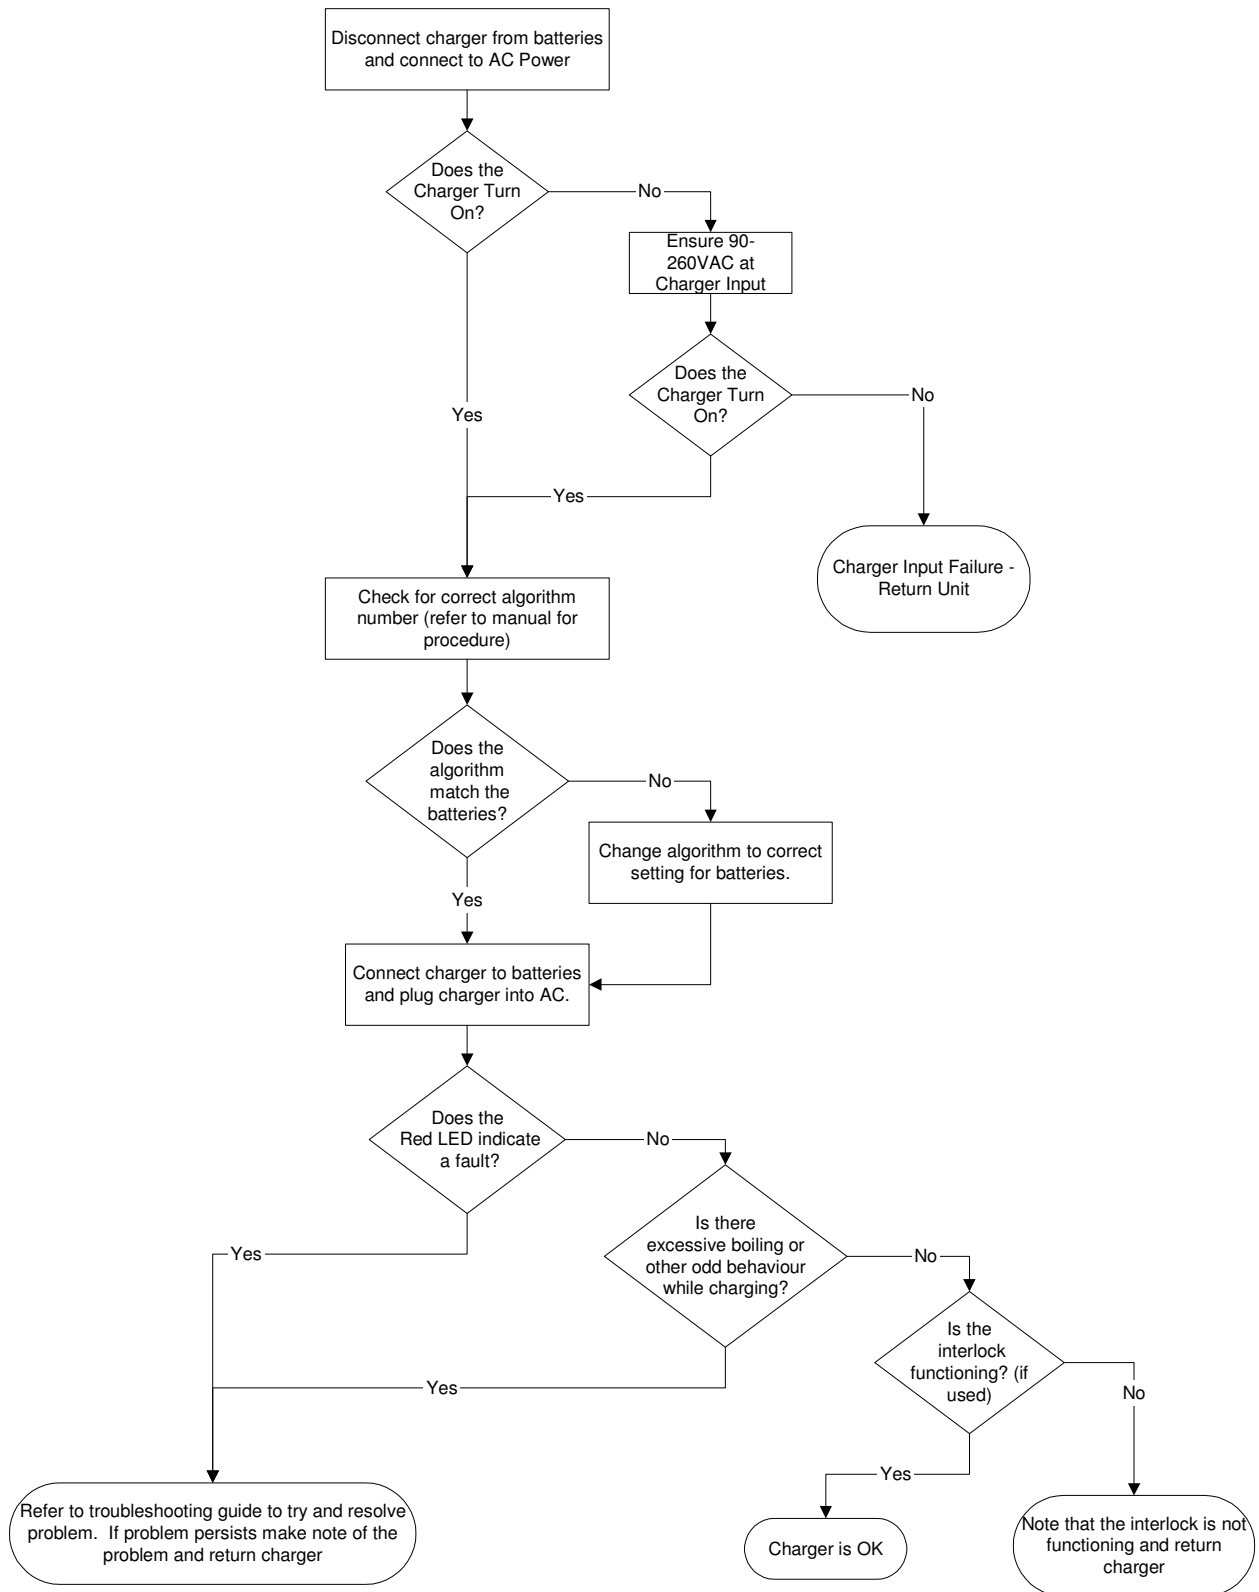 Disconnect charger from batteries
and connect to AC Power
Does the
Charger Turn
On?
No
Ensure 90-
260VAC at
Charger Input
Does the
Charger Turn
On?
No
Yes
Yes
Charger Input Failure -
Return Unit
Check for correct algorithm
number (refer to manual for
procedure)
Does the
algorithm
match the
batteries?
No
Change algorithm to correct
setting for batteries.
Yes
Connect charger to batteries
and plug charger into AC.
Does the
Red LED indicate
a fault?
No
Yes
Is there
excessive boiling or
other odd behaviour
while charging?
No
Is the
interlock
functioning? (if
used)
Yes
No
Yes
Refer to troubleshooting guide to try and resolve
problem. If problem persists make note of the
problem and return charger
Charger is OK
Note that the interlock is not
functioning and return
charger